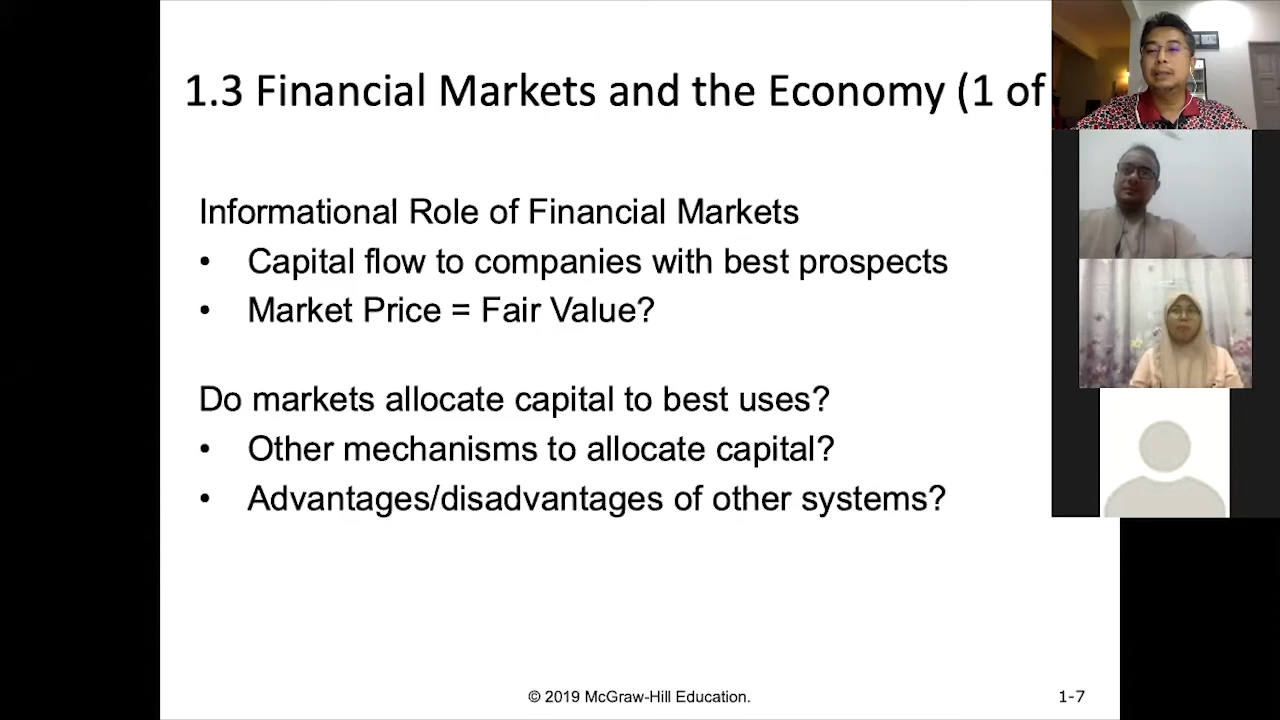 1.3 Financial Markets and the Economy (1 of
Informational Role of Financial Markets
• Capital flow to companies with best prospects
• Market Price = Fair Value?
Do markets allocate capital to best uses?
• Other mechanisms to allocate capital?
• Advantages/disadvantages of other systems?
© 2019 McGraw-Hill Education.
1-7